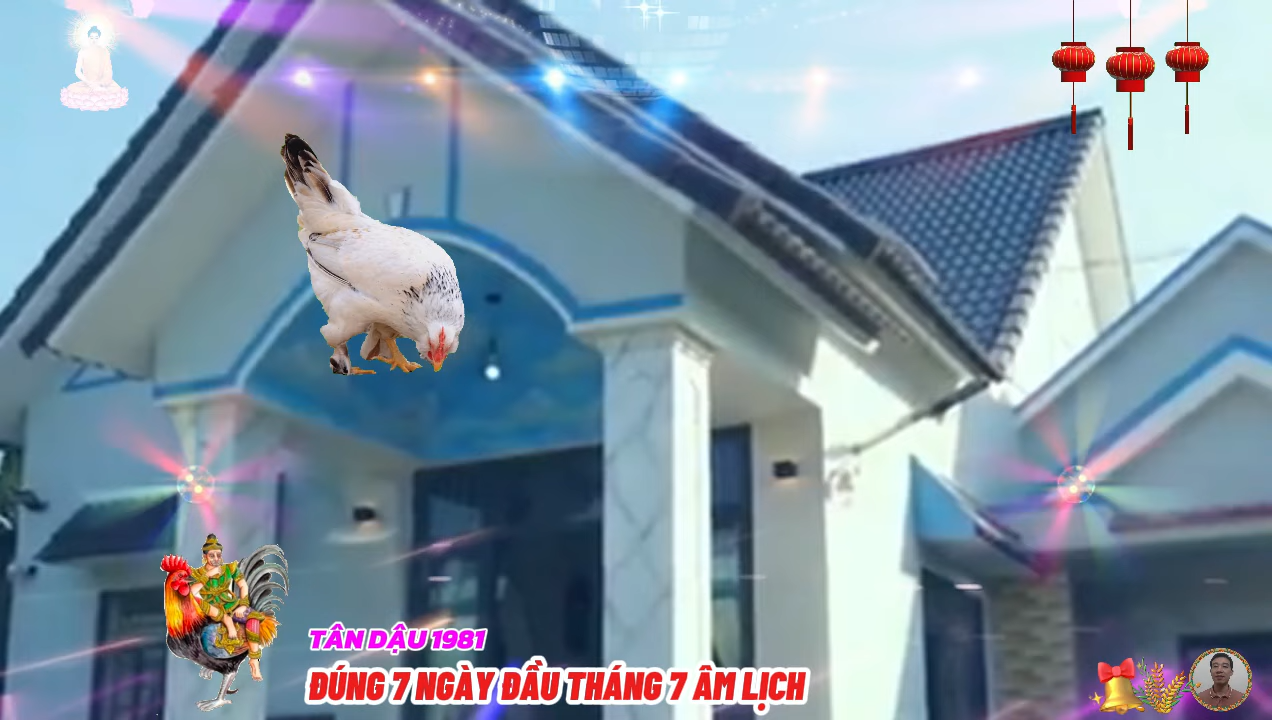 TÂN DẬU 1981
ĐÚNG 7 NGÀY ĐẦU THÁNG 7 ÂM LỊCH